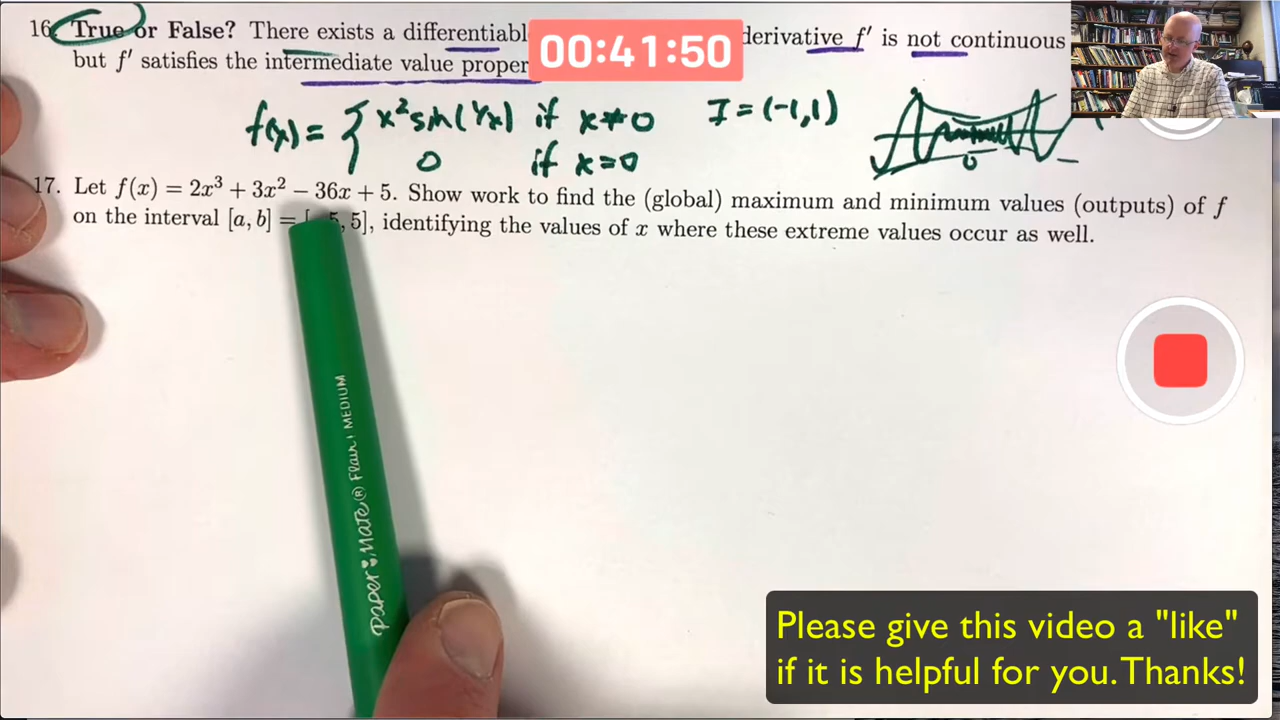 16. True or False? There exists a differentiabl 00:41:50 derivative f′ is not continuous
but f′ satisfies the intermediate value proper
f(x) = { x² sin(1/x) if x ≠ 0 I = (-1,1)
0 if x = 0
0
17. Let f(x) = 2x³ + 3x² − 36x + 5. Show work to find the (global) maximum and minimum values (outputs) of f
on the interval [a, b] = [ 5, 5], identifying the values of x where these extreme values occur as well.
PAPER MATE® Flair! MEDIUM
Please give this video a "like"
if it is helpful for you. Thanks!